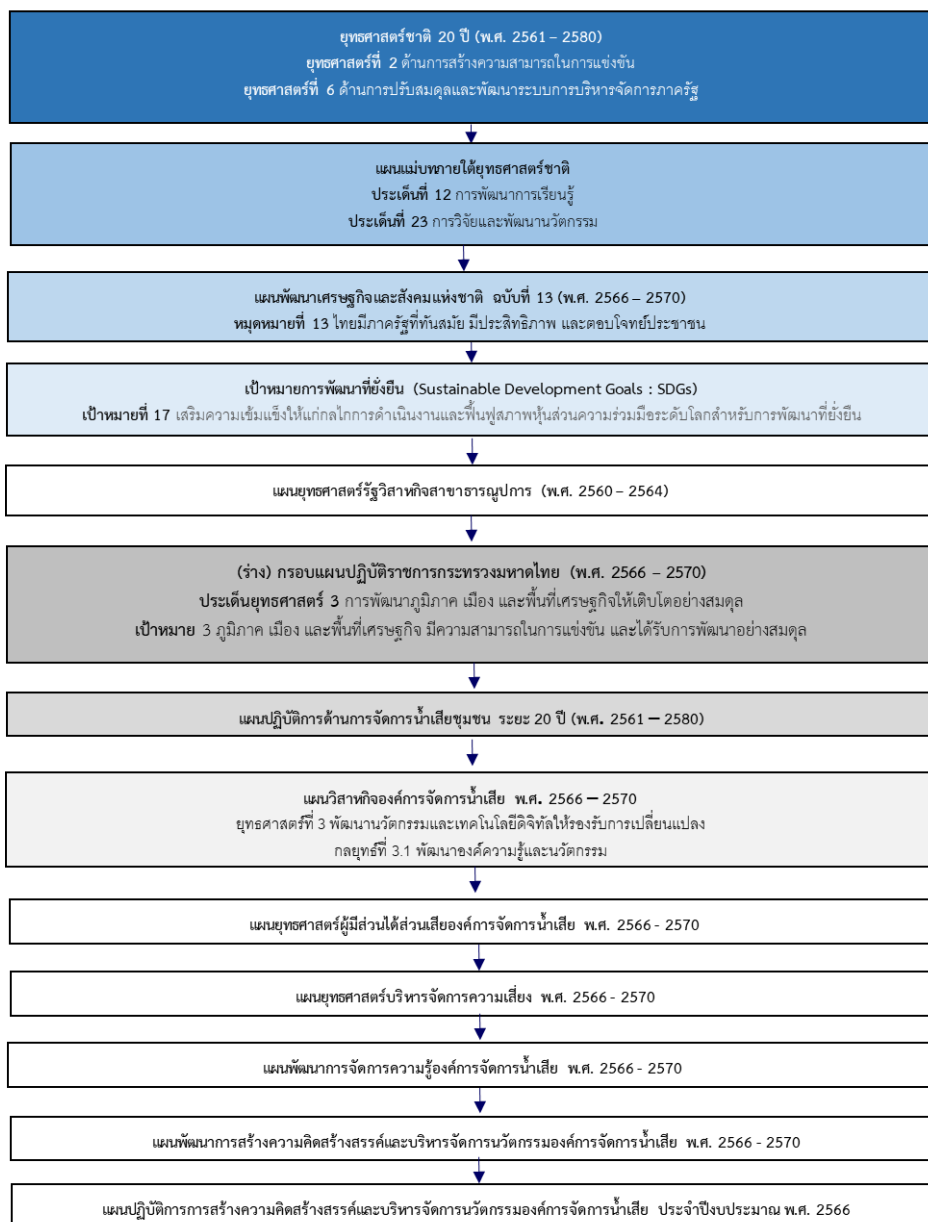 ยุทธศาสตร์ชาติ 20 ปี (พ.ศ. 2561 – 2580)
ยุทธศาสตร์ที่ 2 ด้านการสร้างความสามารถในการแข่งขัน
ยุทธศาสตร์ที่ 6 ด้านการปรับสมดุลและพัฒนาระบบการบริหารจัดการภาครัฐ
แผนแม่บทภายใต้ยุทธศาสตร์ชาติ
ประเด็นที่ 12 การพัฒนาการเรียนรู้
ประเด็นที่ 23 การวิจัยและพัฒนานวัตกรรม
แผนพัฒนาเศรษฐกิจและสังคมแห่งชาติ ฉบับที่ 13 (พ.ศ. 2566 – 2570)
หมุดหมายที่ 13 ไทยมีภาครัฐที่ทันสมัย มีประสิทธิภาพ และตอบโจทย์ประชาชน
เป้าหมายการพัฒนาที่ยั่งยืน (Sustainable Development Goals : SDGs)
เป้าหมายที่ 17 เสริมความเข้มแข็งให้แก่กลไกการดำเนินงานและฟื้นฟูสภาพหุ้นส่วนความร่วมมือระดับโลกสำหรับการพัฒนาที่ยั่งยืน
แผนยุทธศาสตร์รัฐวิสาหกิจสาขาธารณูปการ (พ.ศ. 2560 – 2564)
(ร่าง) กรอบแผนปฏิบัติราชการกระทรวงมหาดไทย (พ.ศ. 2566 – 2570)
ประเด็นยุทธศาสตร์ 3 การพัฒนาภูมิภาค เมือง และพื้นที่เศรษฐกิจให้เติบโตอย่างสมดุล
เป้าหมาย 3 ภูมิภาค เมือง และพื้นที่เศรษฐกิจ มีความสามารถในการแข่งขัน และได้รับการพัฒนาอย่างสมดุล
แผนปฏิบัติการด้านการจัดการน้ำเสียชุมชน ระยะ 20 ปี (พ.ศ. 2561 – 2580)
แผนวิสาหกิจองค์การจัดการน้ำเสีย พ.ศ. 2566 – 2570
ยุทธศาสตร์ที่ 3 พัฒนานวัตกรรมและเทคโนโลยีดิจิทัลให้รองรับการเปลี่ยนแปลง
กลยุทธ์ที่ 3.1 พัฒนาองค์ความรู้และนวัตกรรม
แผนยุทธศาสตร์ผู้มีส่วนได้ส่วนเสียองค์การจัดการน้ำเสีย พ.ศ. 2566 - 2570
แผนยุทธศาสตร์บริหารจัดการความเสี่ยง พ.ศ. 2566 - 2570
แผนพัฒนาการจัดการความรู้องค์การจัดการน้ำเสีย พ.ศ. 2566 - 2570
แผนพัฒนาการสร้างความคิดสร้างสรรค์และบริหารจัดการนวัตกรรมองค์การจัดการน้ำเสีย พ.ศ. 2566 - 2570
แผนปฏิบัติการการสร้างความคิดสร้างสรรค์และบริหารจัดการนวัตกรรมองค์การจัดการน้ำเสีย ประจำปีงบประมาณ พ.ศ. 2566